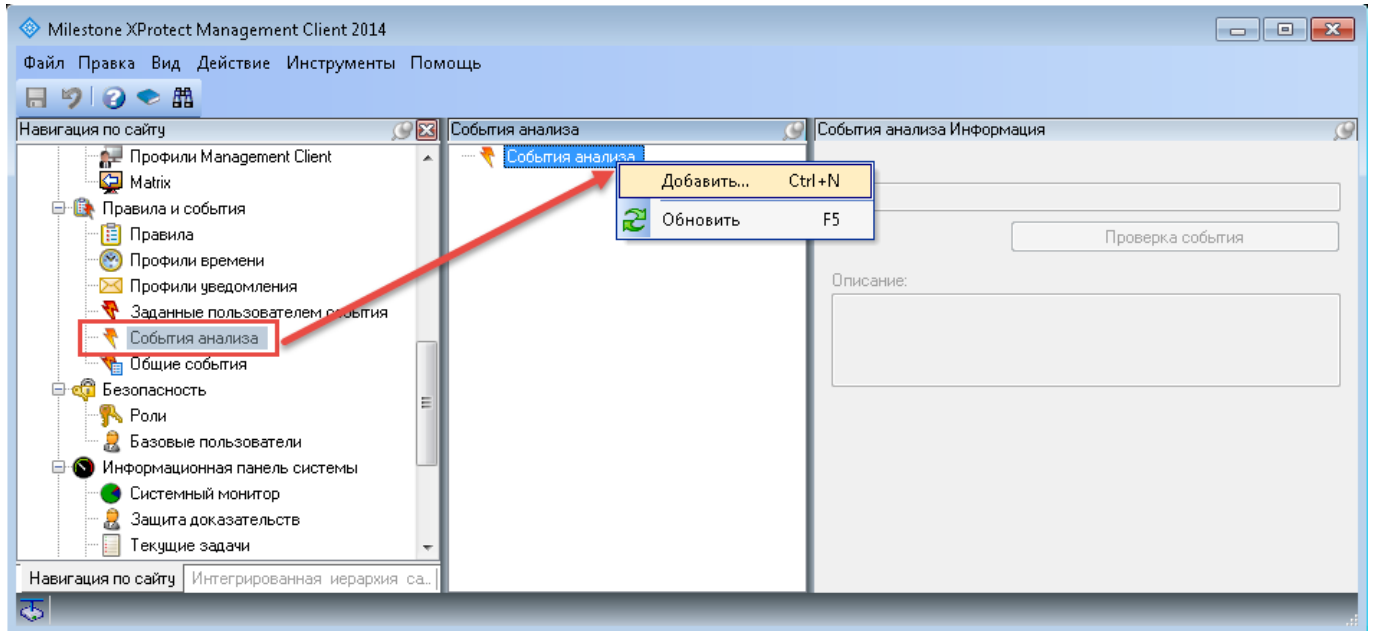 Milestone XProtect Management Client 2014
Файл Правка Вид Действие Инструменты Помощь
Навигация по сайту
Профили Management Client
Matrix
Правила и события
Правила
Профили времени
Профили уведомления
Заданные пользователем события
События анализа
Общие события
Безопасность
Роли
Базовые пользователи
Информационная панель системы
Системный монитор
Защита доказательств
Текущие задачи
Навигация по сайту Интегрированная иерархия са..
События анализа
События анализа
Добавить... Ctrl+N
Обновить F5
События анализа Информация
Проверка события
Описание: